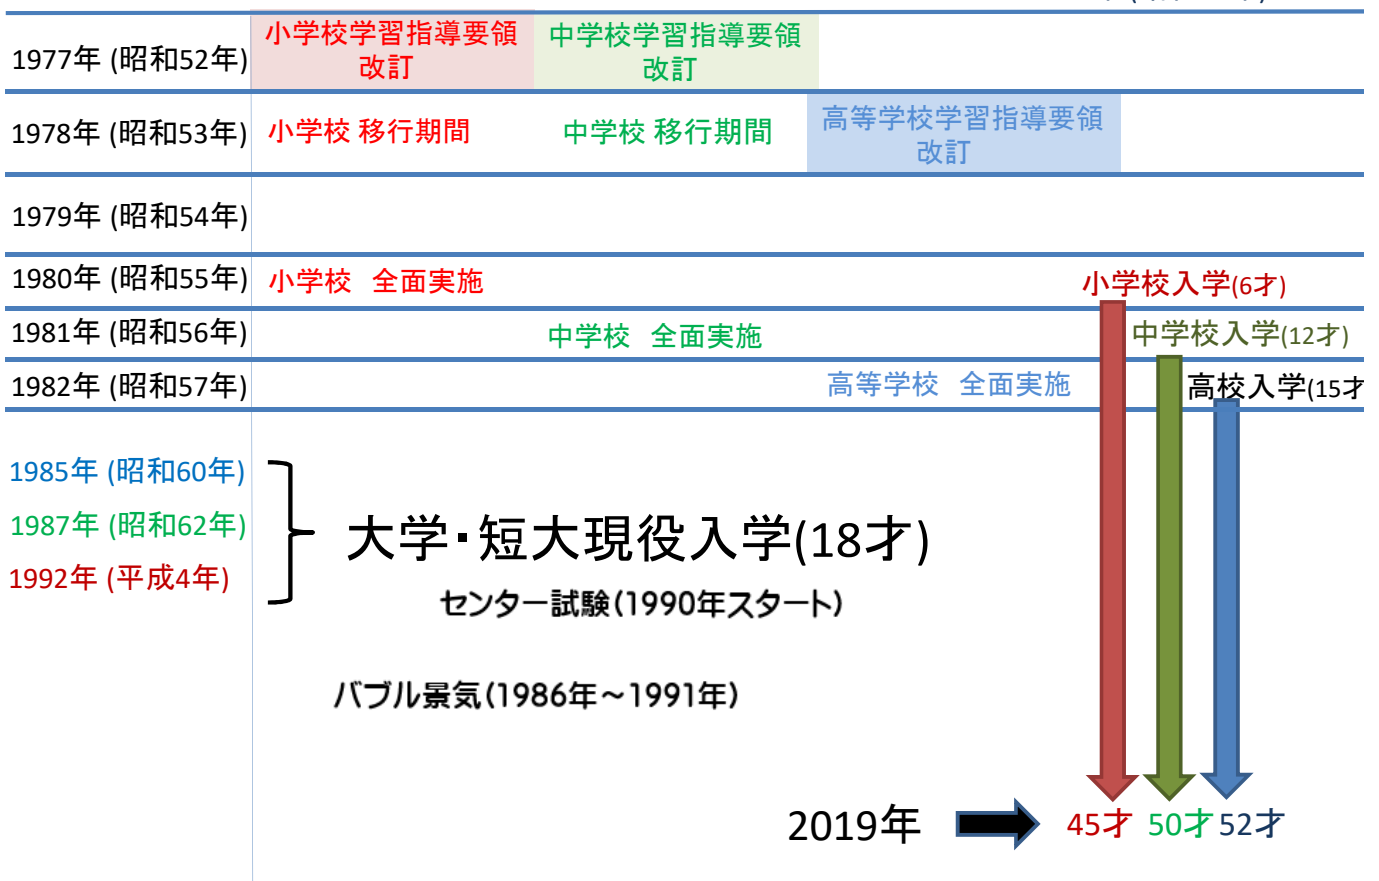 1977年 (昭和52年) 小学校学習指導要領 改訂 中学校学習指導要領 改訂
1978年 (昭和53年) 小学校 移行期間 中学校 移行期間 高等学校学習指導要領 改訂
1979年 (昭和54年)
1980年 (昭和55年) 小学校 全面実施 小学校入学(6才)
1981年 (昭和56年) 中学校 全面実施 中学校入学(12才)
1982年 (昭和57年) 高等学校 全面実施 高校入学(15才
1985年 (昭和60年)
1987年 (昭和62年)
大学・短大現役入学(18才)
1992年 (平成4年)
センター試験(1990年スタート)
バブル景気(1986年～1991年)
2019年 45才 50才 52才